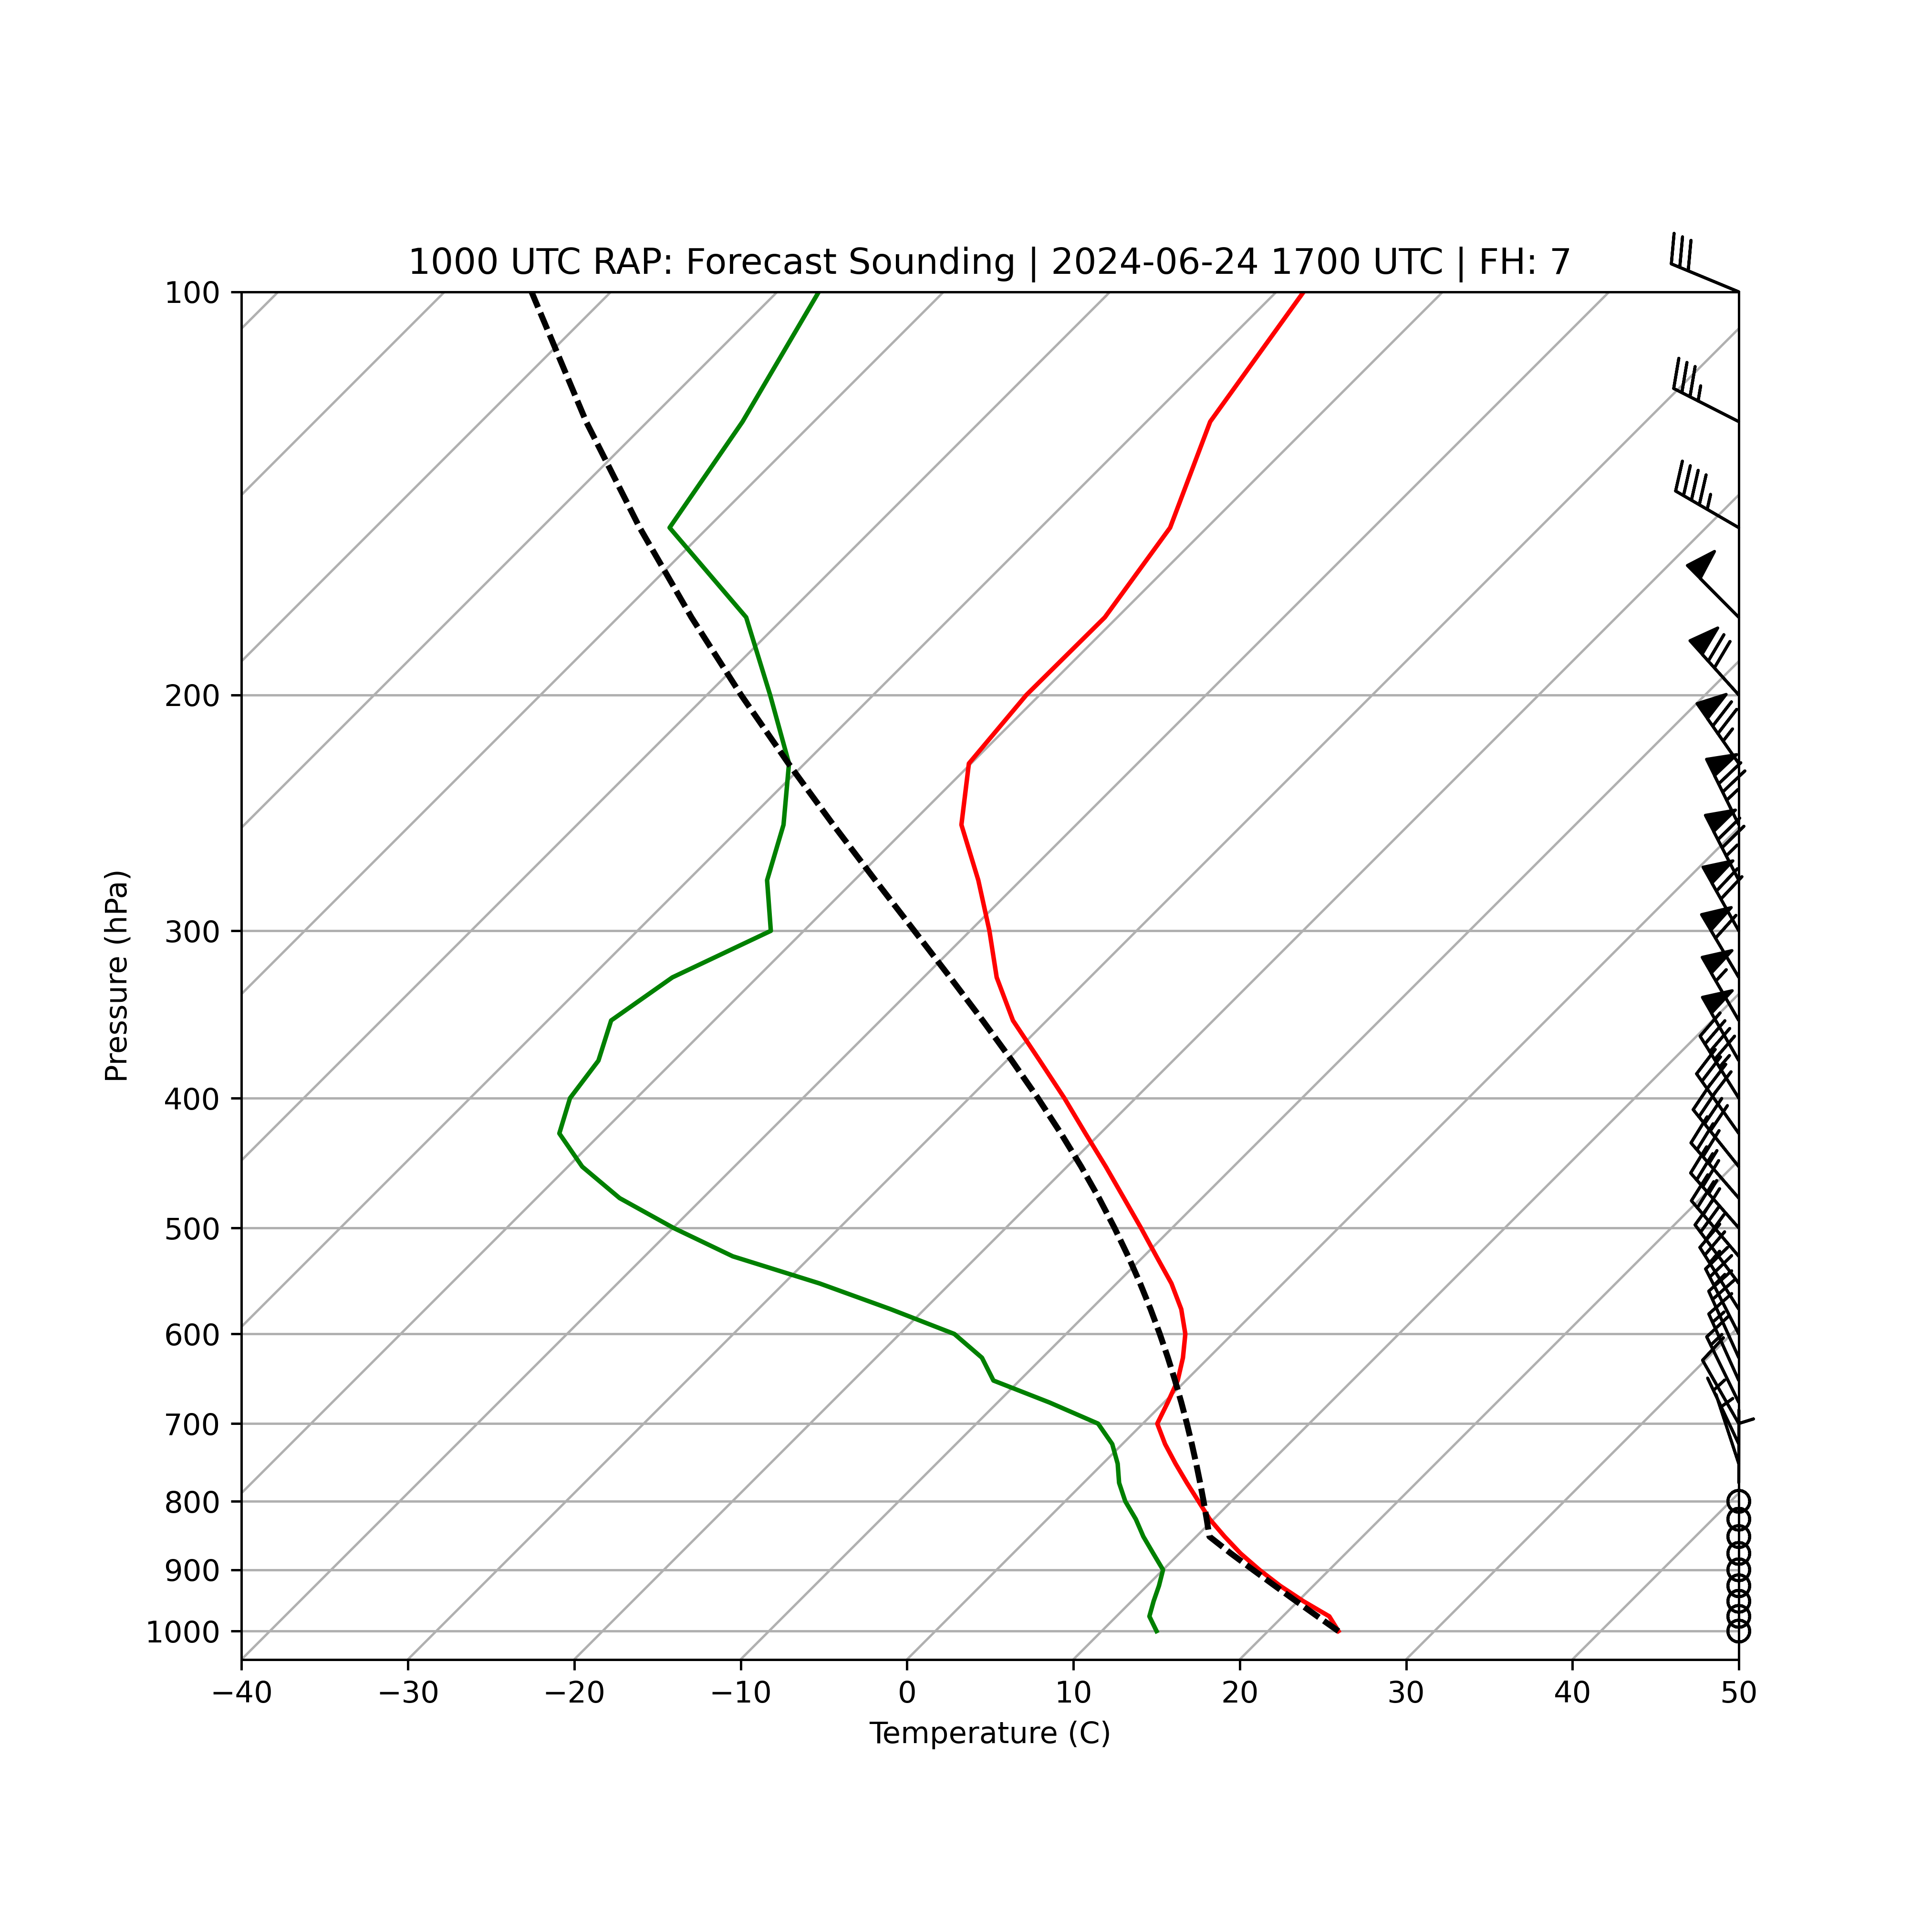 1000 UTC RAP: Forecast Sounding | 2024-06-24 1700 UTC | FH: 7
100
200
300
400
500
600
700
800
900
1000
Pressure (hPa)
−40 −30 −20 −10 0 10 20 30 40 50
Temperature (C)